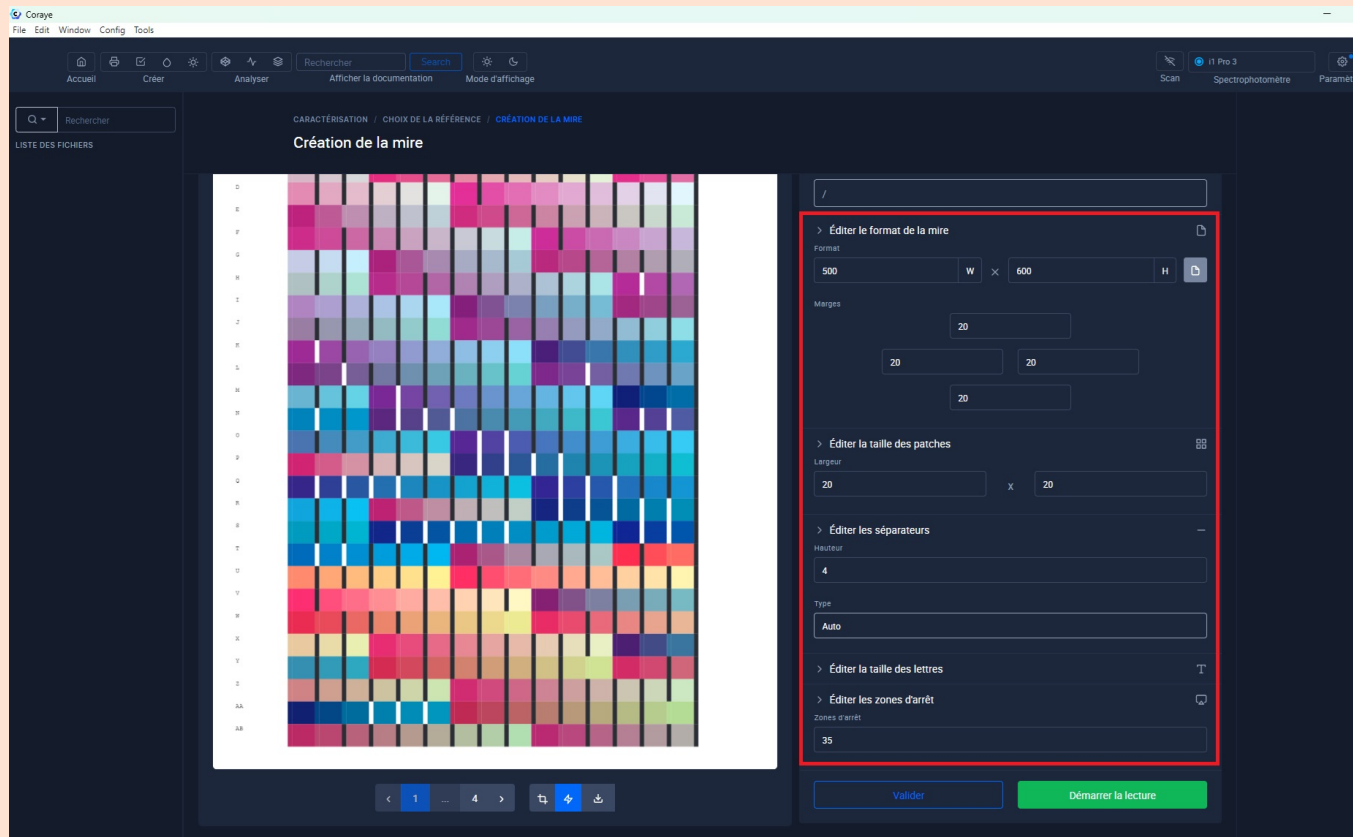 Coraye
File Edit Window Config Tools
Rechercher Search
i1 Pro 3
Accueil Créer Analyser Afficher la documentation Mode d'affichage Scan Spectrophotomètre Paramèt
Rechercher
LISTE DES FICHIERS
CARACTÉRISATION / CHOIX DE LA RÉFÉRENCE / CRÉATION DE LA MIRE
Création de la mire
D
E
F
G
H
I
J
K
L
M
N
O
P
Q
R
S
T
U
V
W
X
Y
Z
AA
AB
< 1 ... 4 >
/
> Éditer le format de la mire
Format
500 W × 600 H
Marges
20
20 20
20
> Éditer la taille des patches
Largeur
20 x 20
> Éditer les séparateurs
Hauteur
4
Type
Auto
> Éditer la taille des lettres
> Éditer les zones d'arrêt
Zones d'arrêt
35
Valider Démarrer la lecture